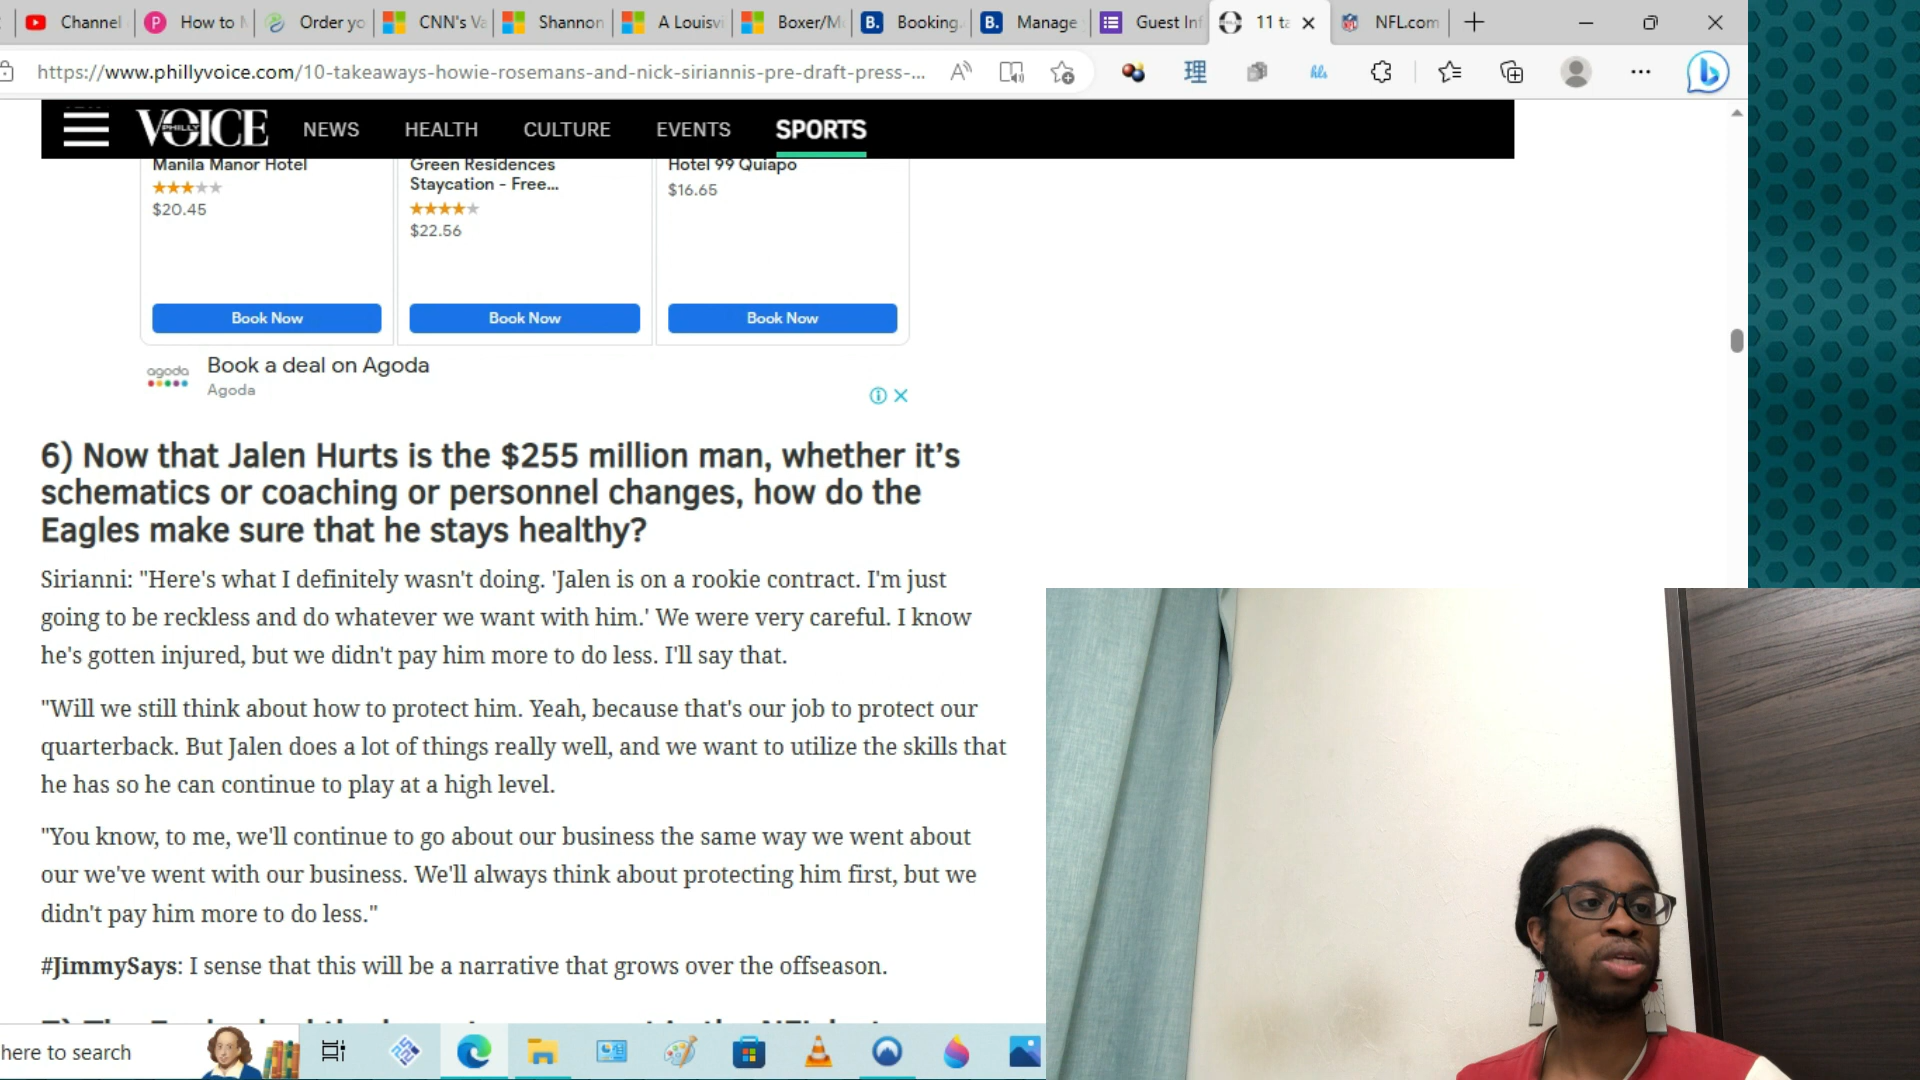 Channel
How to
Order yo
CNN's Va
Shannon
A Louisv
Boxer/M
Booking.
Manage
Guest Inf
11 ta
NFL.com
https://www.phillyvoice.com/10-takeaways-howie-rosemans-and-nick-siriannis-pre-draft-press-...
PHILLY VOICE
NEWS
HEALTH
CULTURE
EVENTS
SPORTS
Manila Manor Hotel
$20.45
Book Now
Green Residences
Staycation - Free...
$22.56
Book Now
Hotel 99 Quiapo
$16.65
Book Now
agoda
Book a deal on Agoda
Agoda
6) Now that Jalen Hurts is the $255 million man, whether it’s
schematics or coaching or personnel changes, how do the
Eagles make sure that he stays healthy?
Sirianni: "Here's what I definitely wasn't doing. 'Jalen is on a rookie contract. I'm just
going to be reckless and do whatever we want with him.' We were very careful. I know
he's gotten injured, but we didn't pay him more to do less. I'll say that.
"Will we still think about how to protect him. Yeah, because that's our job to protect our
quarterback. But Jalen does a lot of things really well, and we want to utilize the skills that
he has so he can continue to play at a high level.
"You know, to me, we'll continue to go about our business the same way we went about
our we've went with our business. We'll always think about protecting him first, but we
didn't pay him more to do less."
#JimmySays: I sense that this will be a narrative that grows over the offseason.
here to search